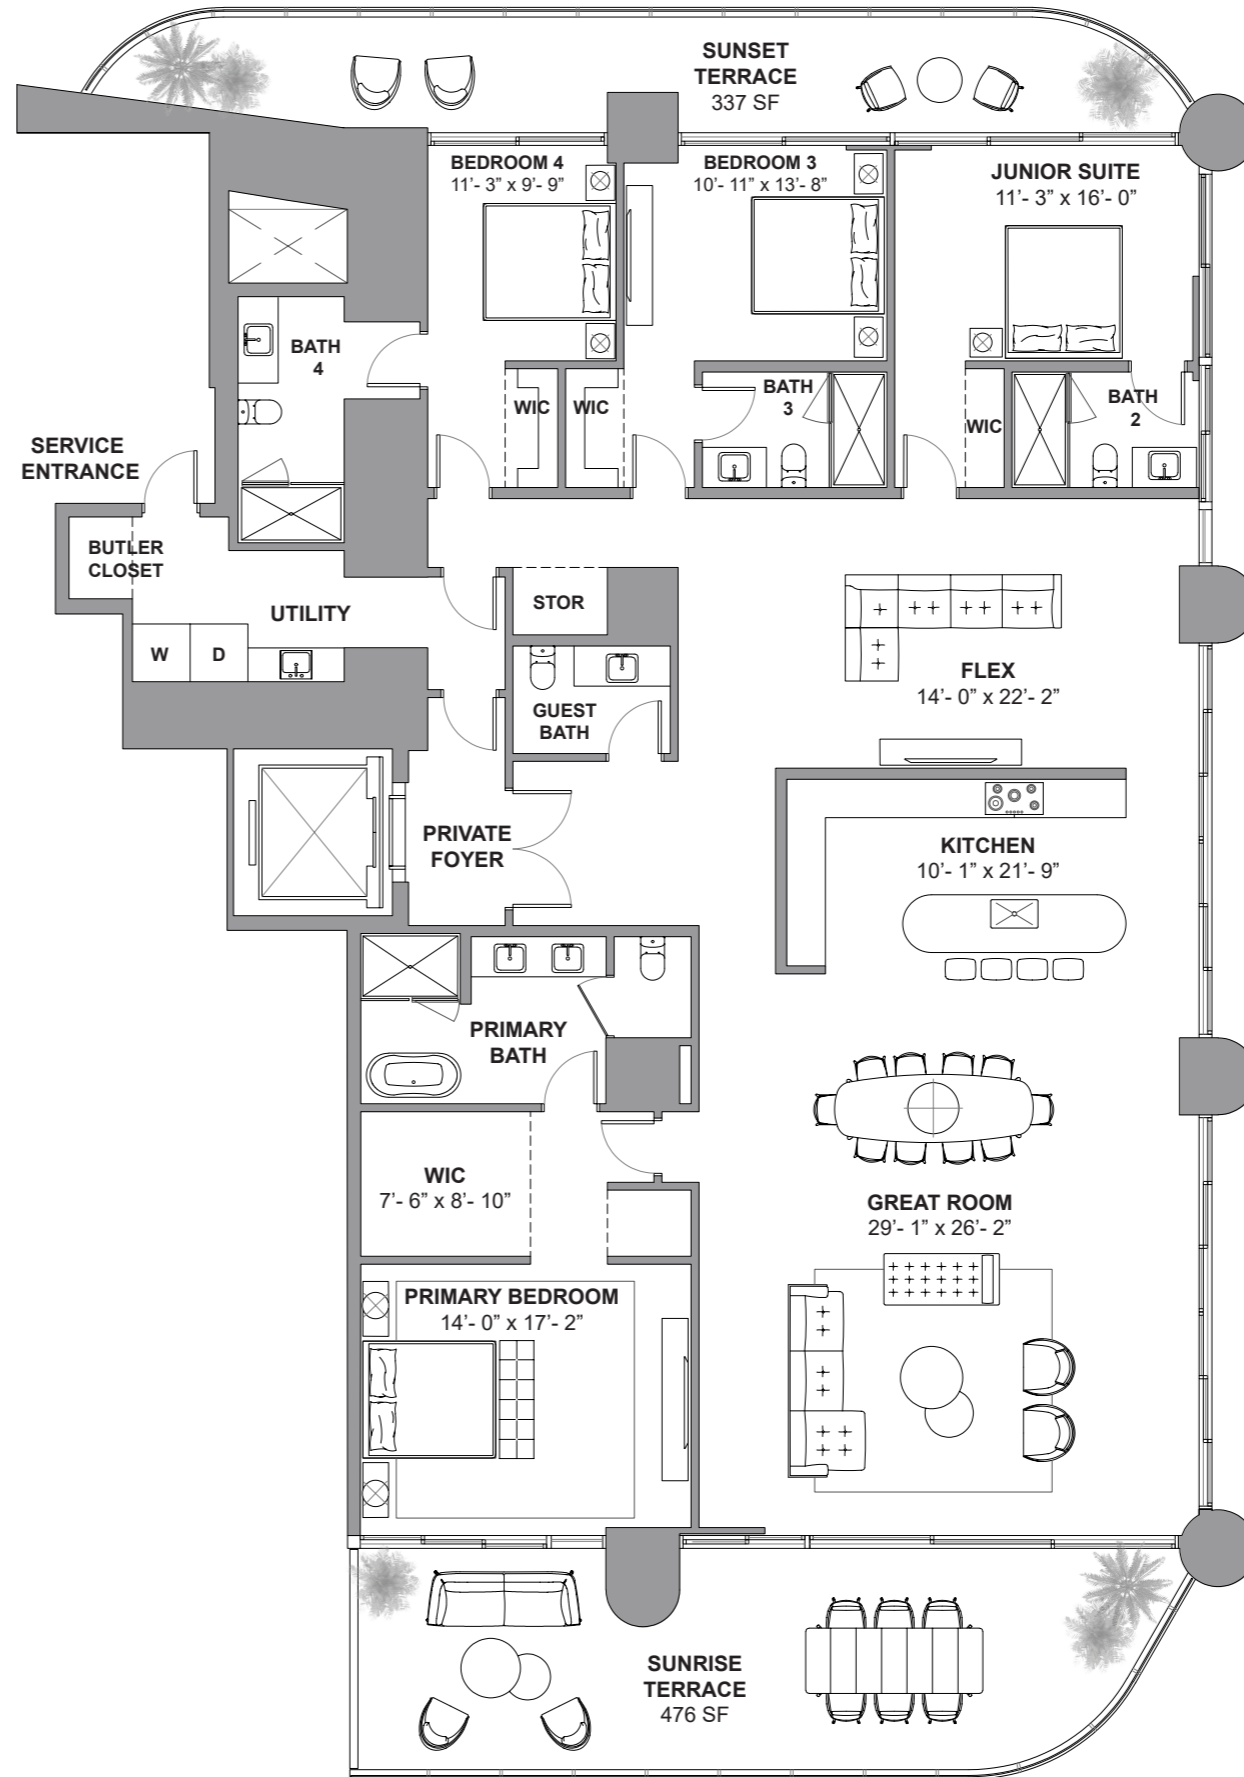 SUNSET
TERRACE
337 SF
BEDROOM 4
11’- 3” x 9’- 9”
BEDROOM 3
10’- 11” x 13’- 8”
JUNIOR SUITE
11’- 3” x 16’- 0”
BATH
4
WIC
WIC
BATH
3
WIC
BATH
2
SERVICE
ENTRANCE
BUTLER
CLOSET
UTILITY
STOR
W
D
GUEST
BATH
FLEX
14’- 0” x 22’- 2”
PRIVATE
FOYER
KITCHEN
10’- 1” x 21’- 9”
PRIMARY
BATH
WIC
7’- 6” x 8’- 10”
GREAT ROOM
29’- 1” x 26’- 2”
PRIMARY BEDROOM
14’- 0” x 17’- 2”
SUNRISE
TERRACE
476 SF